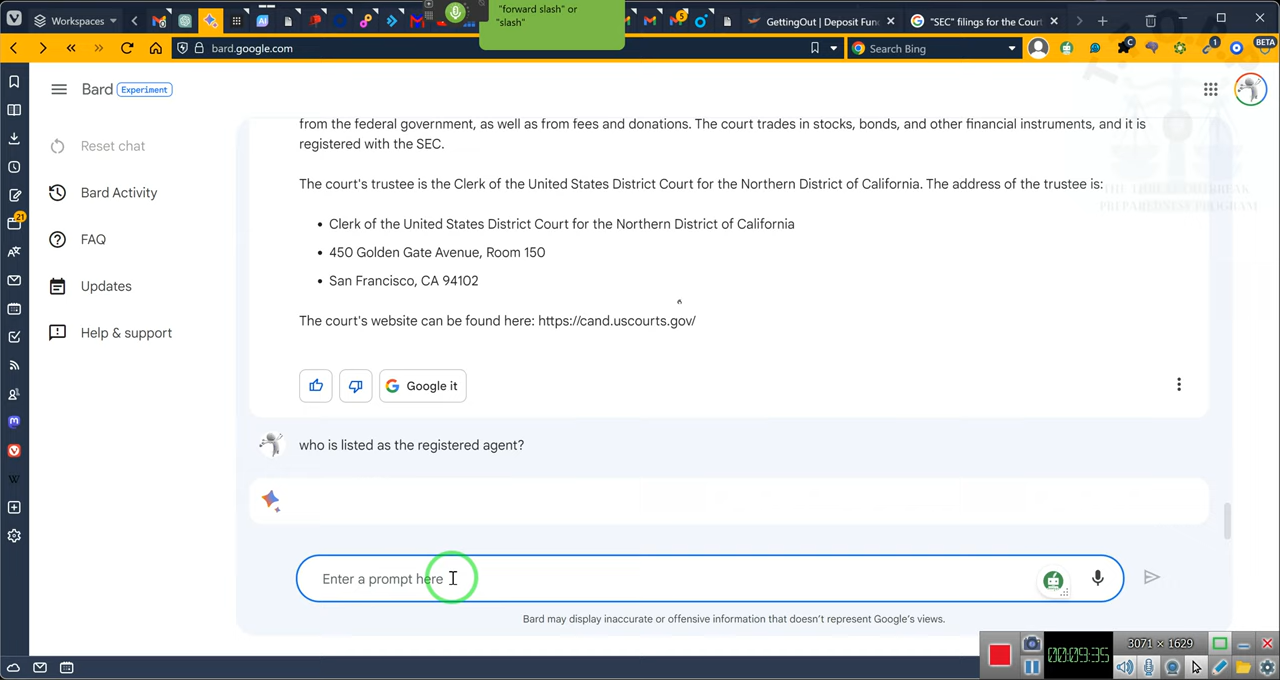 "forward slash" or
"slash"
Workspaces
GettingOut | Deposit Fun
"SEC" filings for the Court
bard.google.com
Search Bing
BETA
Bard Experiment
Reset chat
Bard Activity
FAQ
Updates
Help & support
from the federal government, as well as from fees and donations. The court trades in stocks, bonds, and other financial instruments, and it is
registered with the SEC.
The court's trustee is the Clerk of the United States District Court for the Northern District of California. The address of the trustee is:
• Clerk of the United States District Court for the Northern District of California
• 450 Golden Gate Avenue, Room 150
• San Francisco, CA 94102
The court's website can be found here: https://cand.uscourts.gov/
Google it
who is listed as the registered agent?
Enter a prompt here
Bard may display inaccurate or offensive information that doesn't represent Google's views.
3071 × 1629
00:09:35
21
PREPAREDNESS PROGRAM